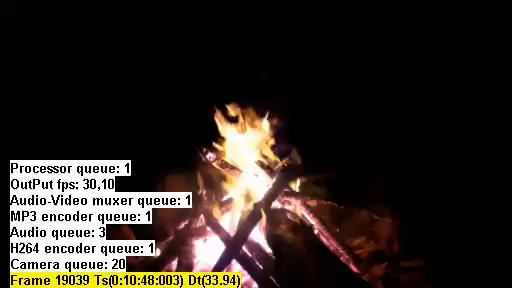 Processor queue: 1
OutPut fps: 30,10
Audio-Video muxer queue: 1
MP3 encoder queue: 1
Audio queue: 3
H264 encoder queue: 1
Camera queue: 20
Frame 19039 Ts(0:10:48:003) Dt(33.94)